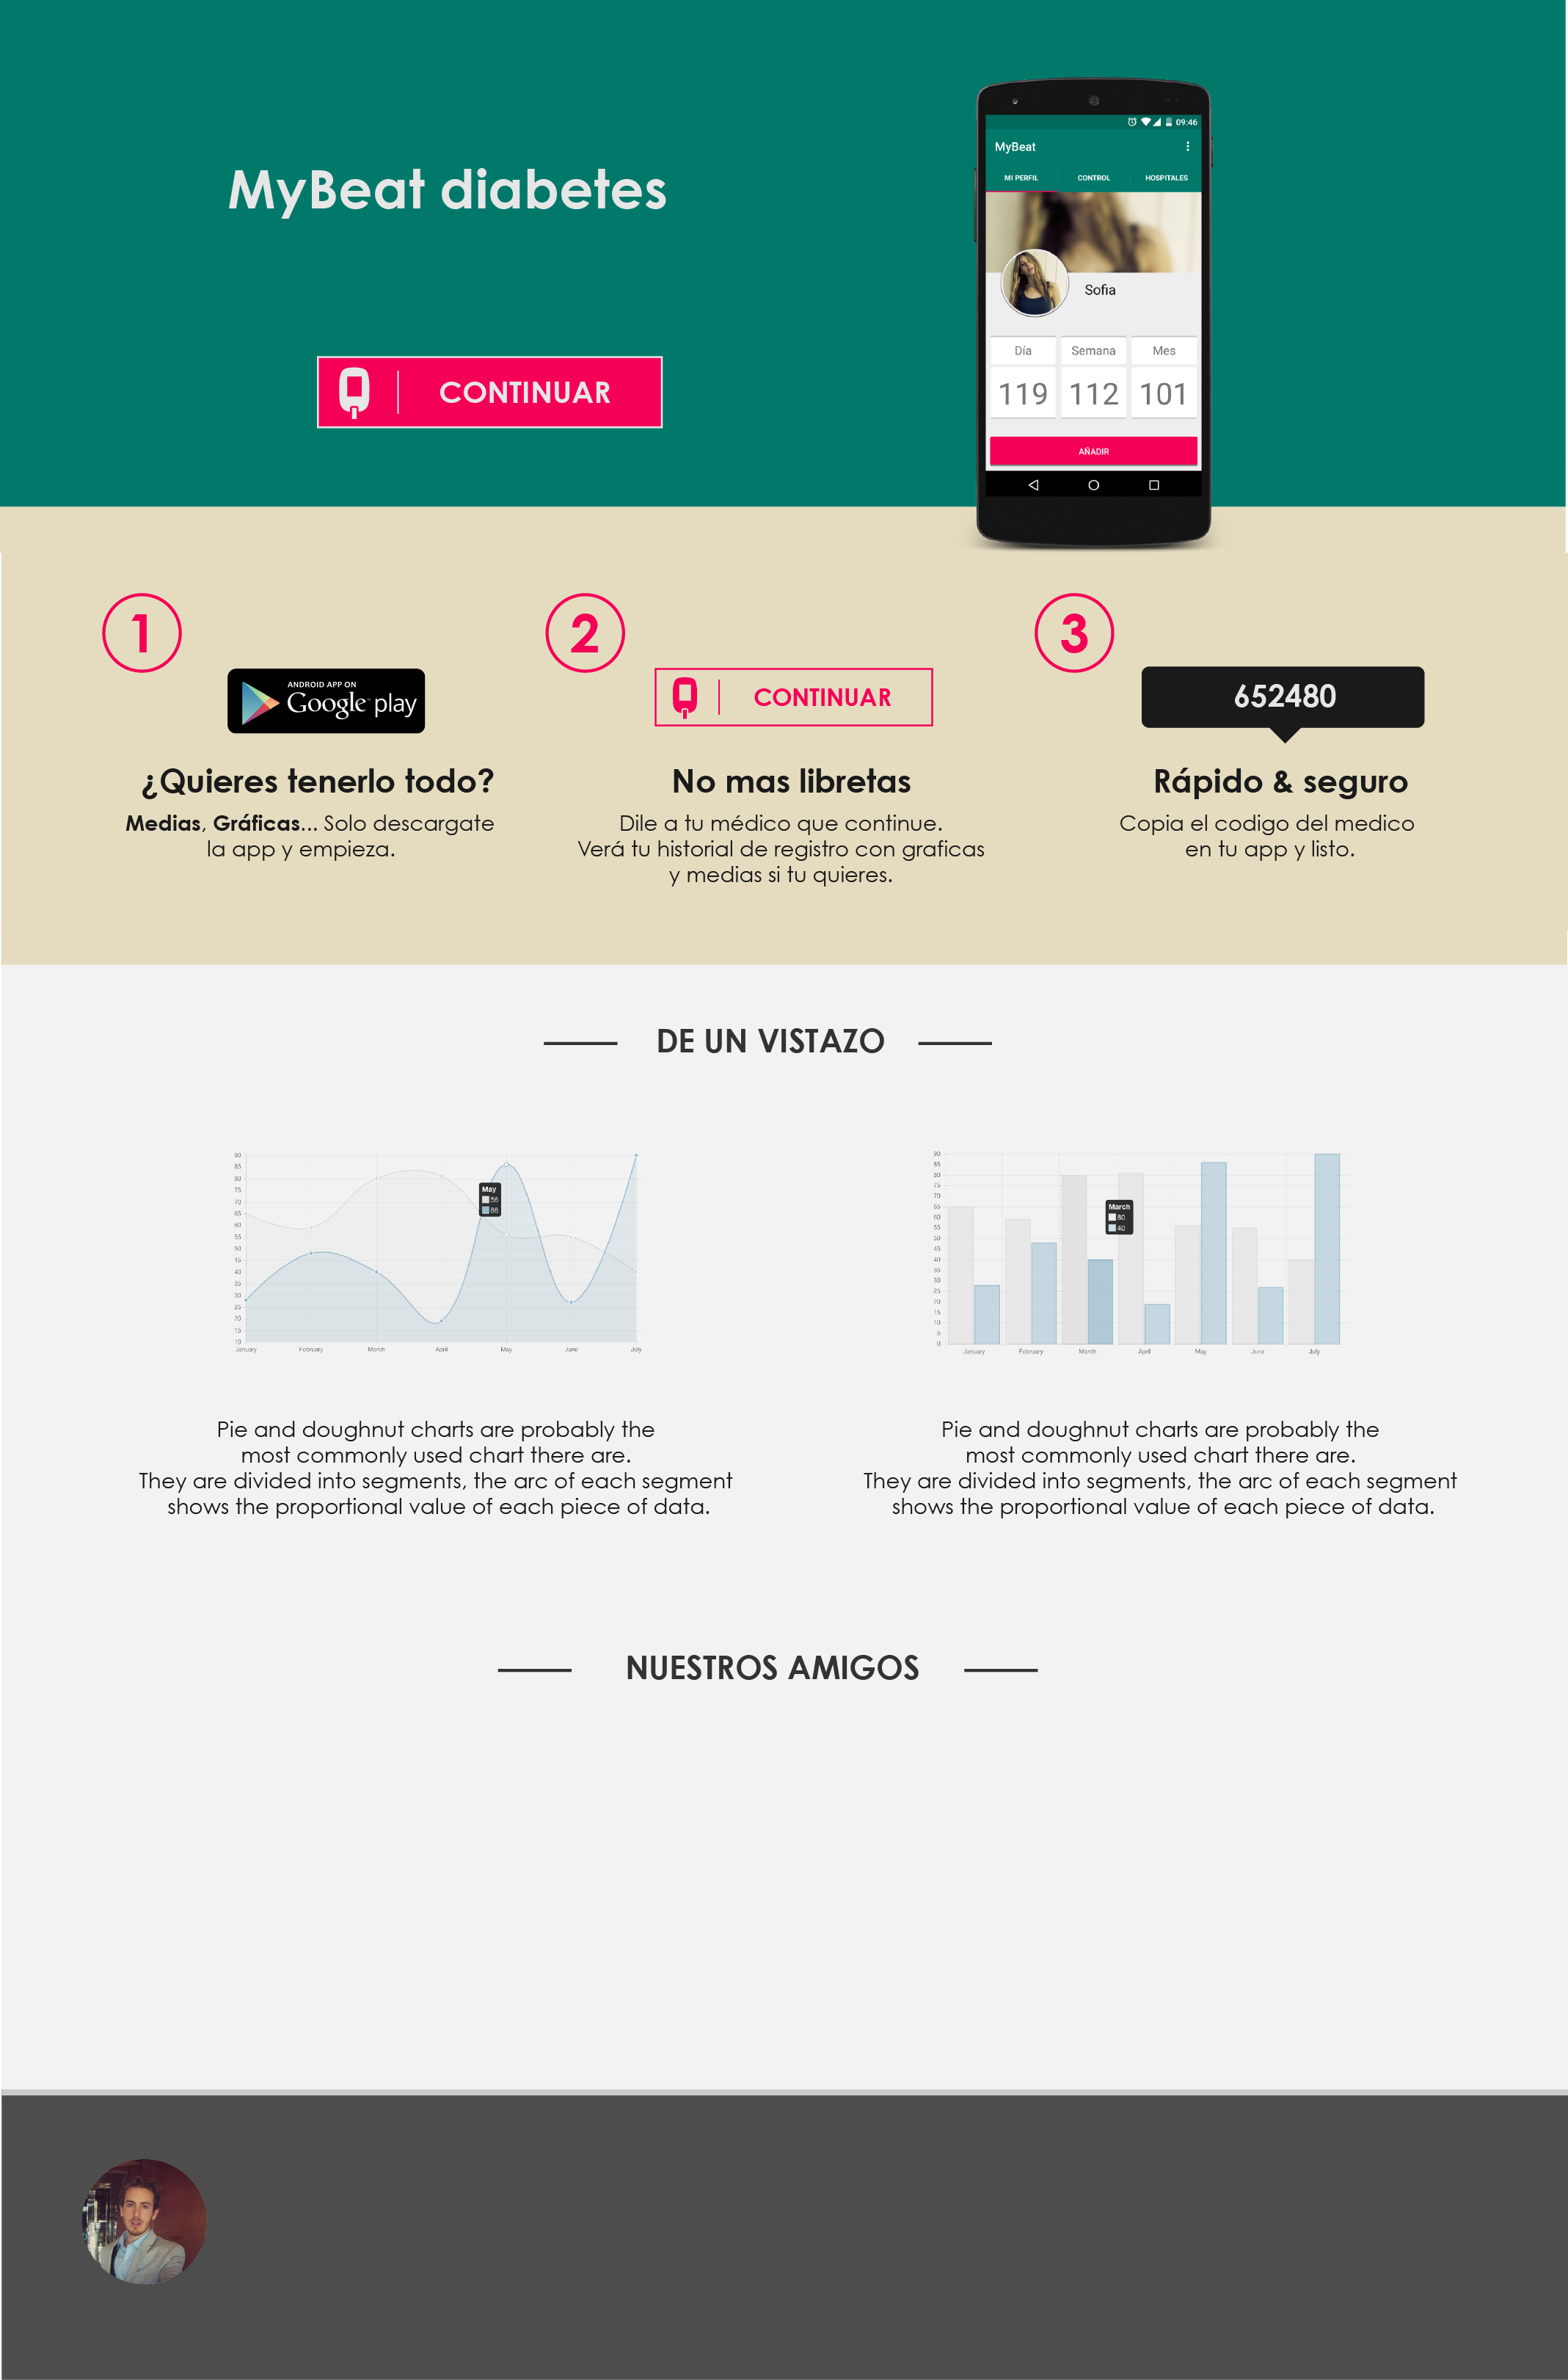 09:46
MyBeat
MI PERFIL CONTROL HOSPITALES
MyBeat diabetes
Sofia
Día Semana Mes
119 112 101
CONTINUAR
AÑADIR
1
2
3
ANDROID APP ON
Google play
CONTINUAR
652480
¿Quieres tenerlo todo?
Medias, Gráficas... Solo descargate
la app y empieza.
No mas libretas
Dile a tu médico que continue.
Verá tu historial de registro con graficas
y medias si tu quieres.
Rápido & seguro
Copia el codigo del medico
en tu app y listo.
DE UN VISTAZO
90
85
80
75
70
65
60
55
50
45
40
35
30
25
20
15
10
May
56
86
January February March April May June July
90
85
80
75
70
65
60
55
50
45
40
35
30
25
20
15
10
5
0
March
80
40
January February March April May June July
Pie and doughnut charts are probably the
most commonly used chart there are.
They are divided into segments, the arc of each segment
shows the proportional value of each piece of data.
Pie and doughnut charts are probably the
most commonly used chart there are.
They are divided into segments, the arc of each segment
shows the proportional value of each piece of data.
NUESTROS AMIGOS